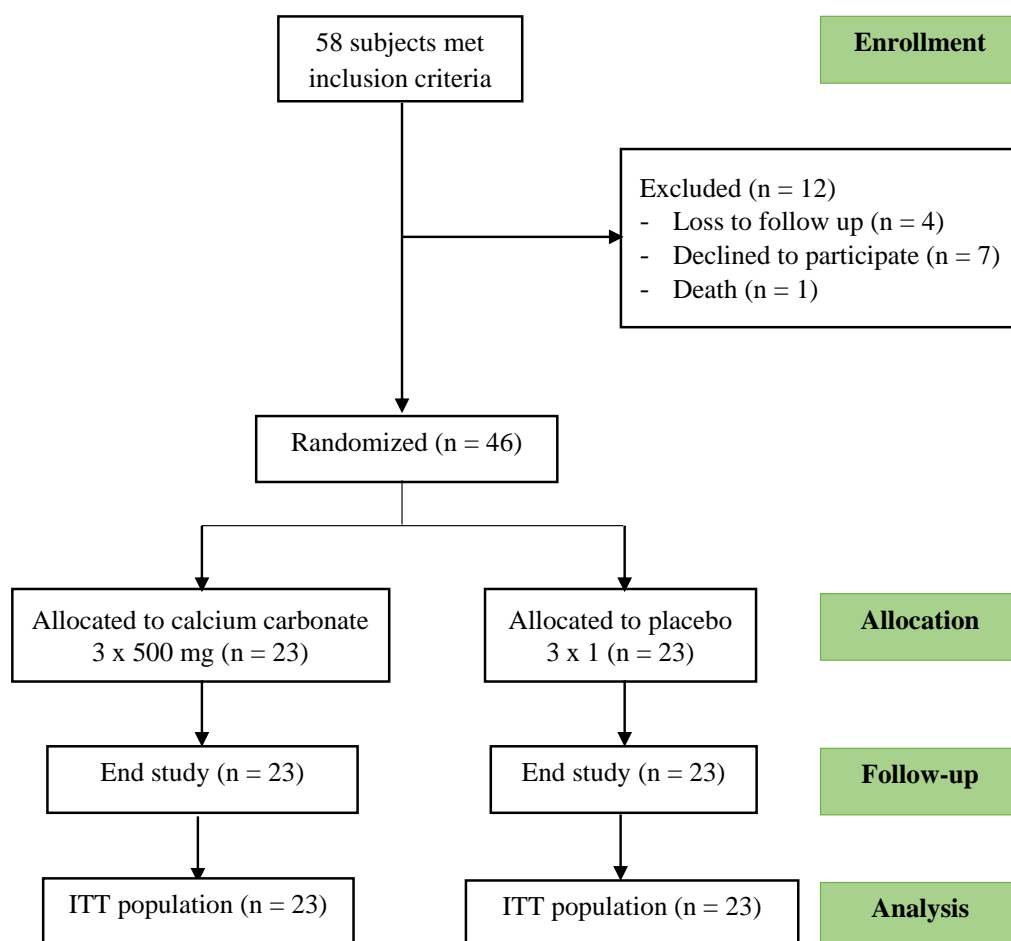 58 subjects met
inclusion criteria
Enrollment
Excluded (n = 12)
- Loss to follow up (n = 4)
- Declined to participate (n = 7)
- Death (n = 1)
Randomized (n = 46)
Allocated to calcium carbonate
3 x 500 mg (n = 23)
Allocated to placebo
3 x 1 (n = 23)
Allocation
End study (n = 23)
End study (n = 23)
Follow-up
ITT population (n = 23)
ITT population (n = 23)
Analysis